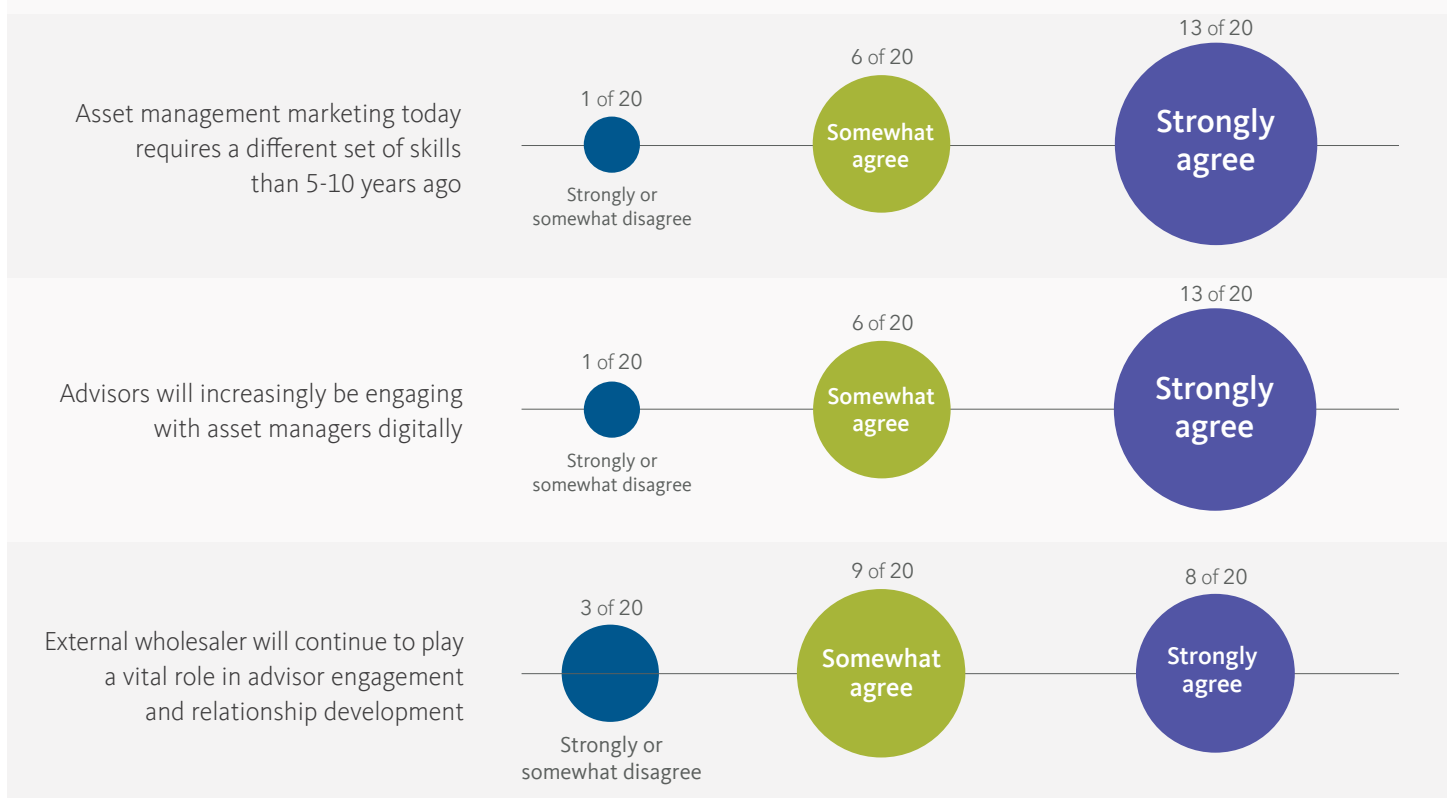 Asset management marketing today
requires a different set of skills
than 5-10 years ago
1 of 20
Strongly or
somewhat disagree
6 of 20
Somewhat
agree
13 of 20
Strongly
agree
Advisors will increasingly be engaging
with asset managers digitally
1 of 20
Strongly or
somewhat disagree
6 of 20
Somewhat
agree
13 of 20
Strongly
agree
External wholesaler will continue to play
a vital role in advisor engagement
and relationship development
3 of 20
Strongly or
somewhat disagree
9 of 20
Somewhat
agree
8 of 20
Strongly
agree